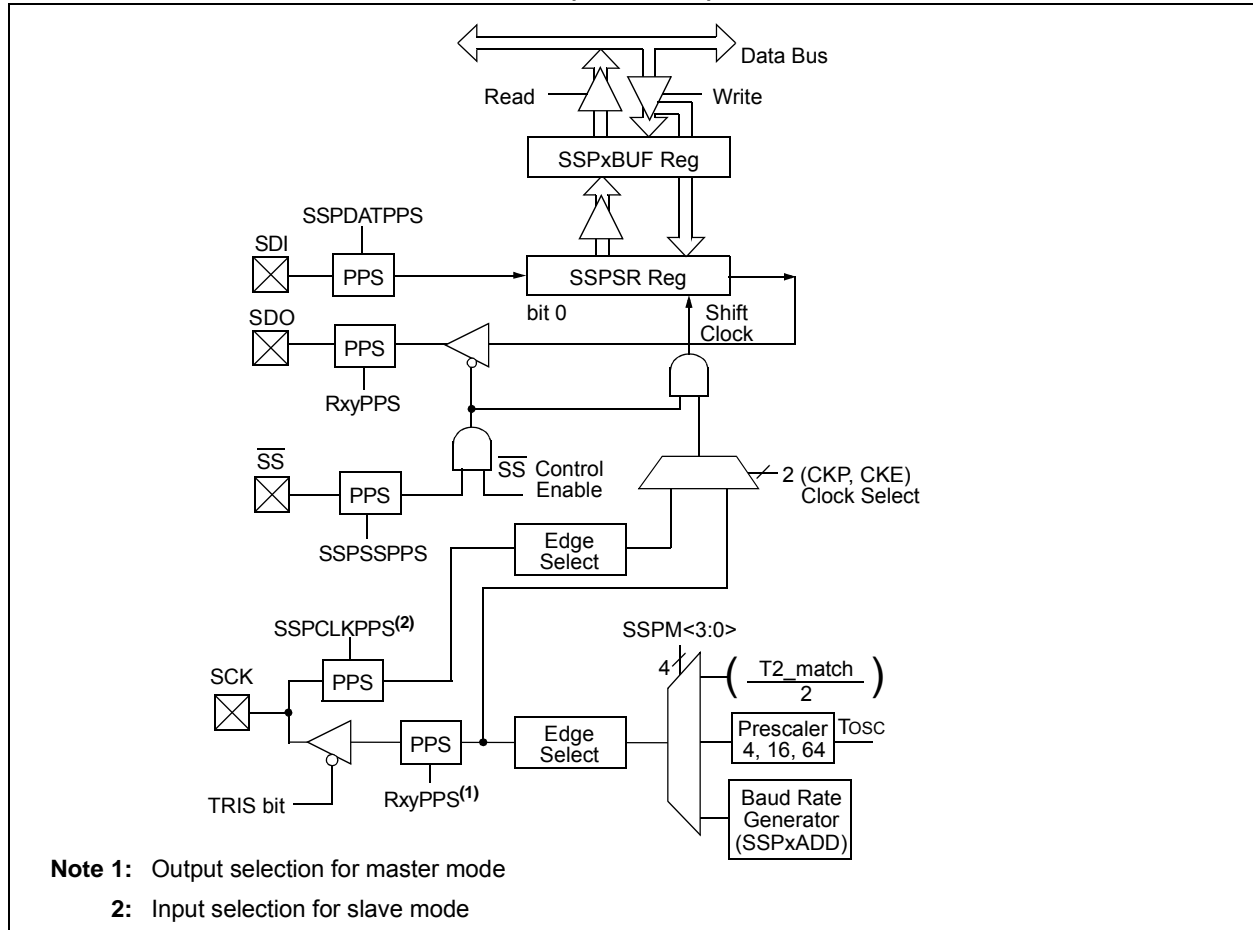 Data Bus
Read
Write
SSPxBUF Reg
SSPDATPPS
SDI
PPS
SSPSR Reg
bit 0
Shift
Clock
SDO
PPS
RxyPPS
SS
PPS
SS Control
Enable
2 (CKP, CKE)
Clock Select
SSPSSPPS
Edge
Select
SSPCLKPPS(2)
SSPM<3:0>
4
( T2_match
2 )
SCK
PPS
PPS
Edge
Select
Prescaler
4, 16, 64
TOSC
TRIS bit
RxyPPS(1)
Baud Rate
Generator
(SSPxADD)
Note 1: Output selection for master mode
2: Input selection for slave mode